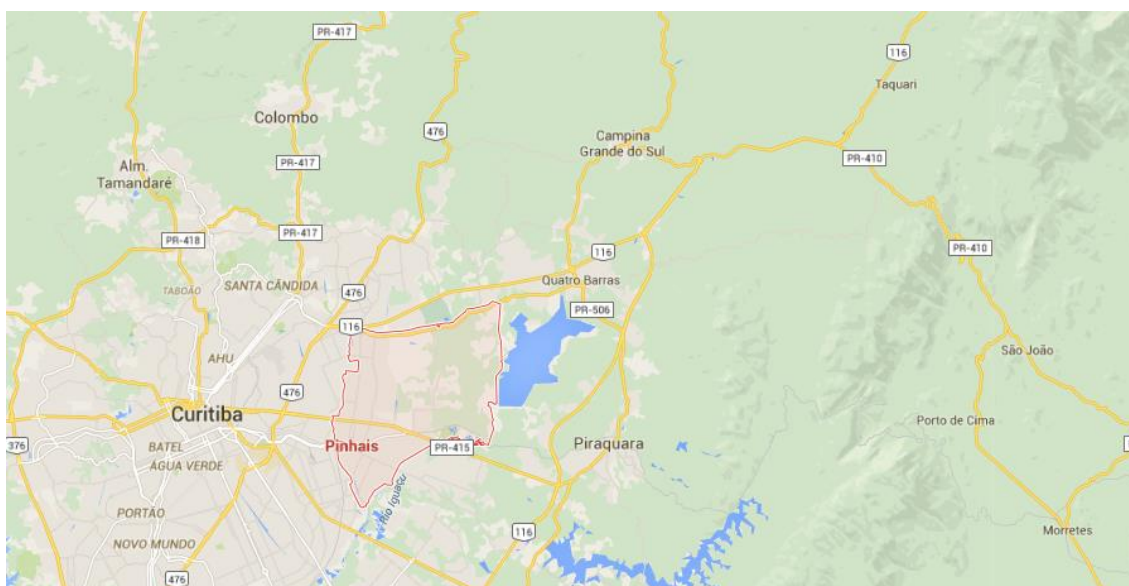 PR-417
PR-417
116
Taquari
Colombo
476
Campina
Grande do Sul
PR-417
PR-410
Alm.
Tamandaré
PR-417
PR-418
PR-410
116
SANTA CÂNDIDA
Quatro Barras
TABOÃO
476
PR-506
116
São João
AHU
476
Curitiba
Porto de Cima
Pinhais
PR-415
Piraquara
376
BATEL
ÁGUA VERDE
Rio Iguaçu
PORTÃO
116
Morretes
NOVO MUNDO
476